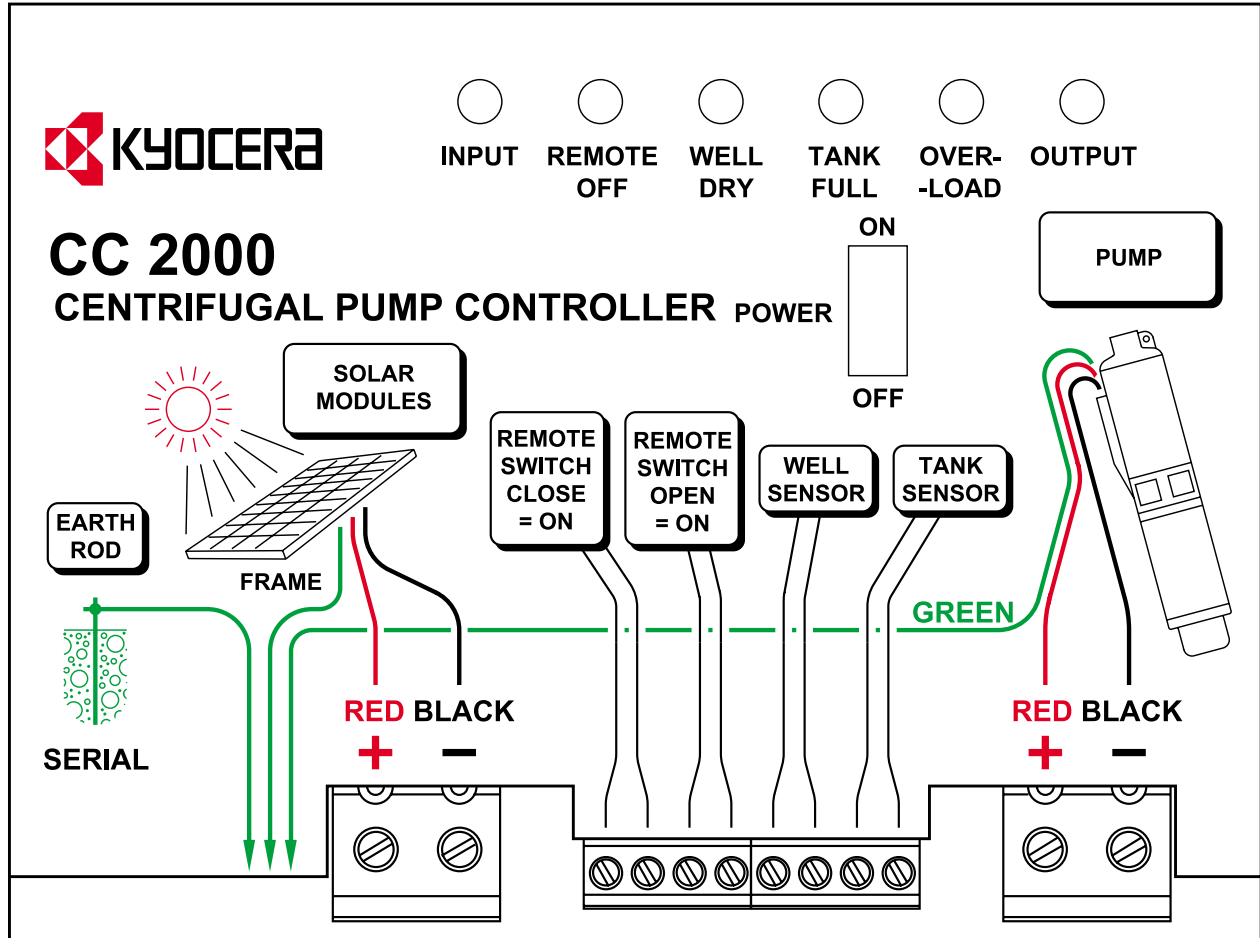 KYOCERA
INPUT
REMOTE
OFF
WELL
DRY
TANK
FULL
OVER-
-LOAD
OUTPUT
CC 2000
CENTRIFUGAL PUMP CONTROLLER
POWER
ON
OFF
PUMP
SOLAR
MODULES
REMOTE
SWITCH
CLOSE
= ON
REMOTE
SWITCH
OPEN
= ON
WELL
SENSOR
TANK
SENSOR
EARTH
ROD
FRAME
GREEN
SERIAL
RED BLACK
+ −
RED BLACK
+ −